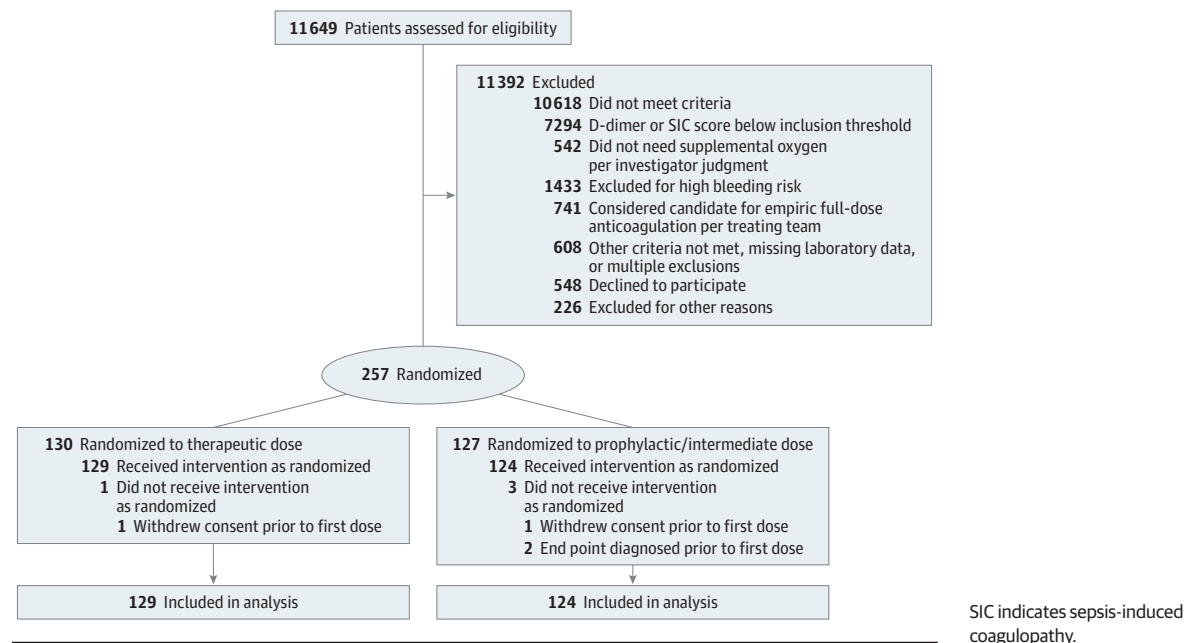 11 649 Patients assessed for eligibility
11 392 Excluded
10 618 Did not meet criteria
7294 D-dimer or SIC score below inclusion threshold
542 Did not need supplemental oxygen
per investigator judgment
1433 Excluded for high bleeding risk
741 Considered candidate for empiric full-dose
anticoagulation per treating team
608 Other criteria not met, missing laboratory data,
or multiple exclusions
548 Declined to participate
226 Excluded for other reasons
257 Randomized
130 Randomized to therapeutic dose
129 Received intervention as randomized
1 Did not receive intervention
as randomized
1 Withdrew consent prior to first dose
127 Randomized to prophylactic/intermediate dose
124 Received intervention as randomized
3 Did not receive intervention
as randomized
1 Withdrew consent prior to first dose
2 End point diagnosed prior to first dose
129 Included in analysis
124 Included in analysis
SIC indicates sepsis-induced
coagulopathy.